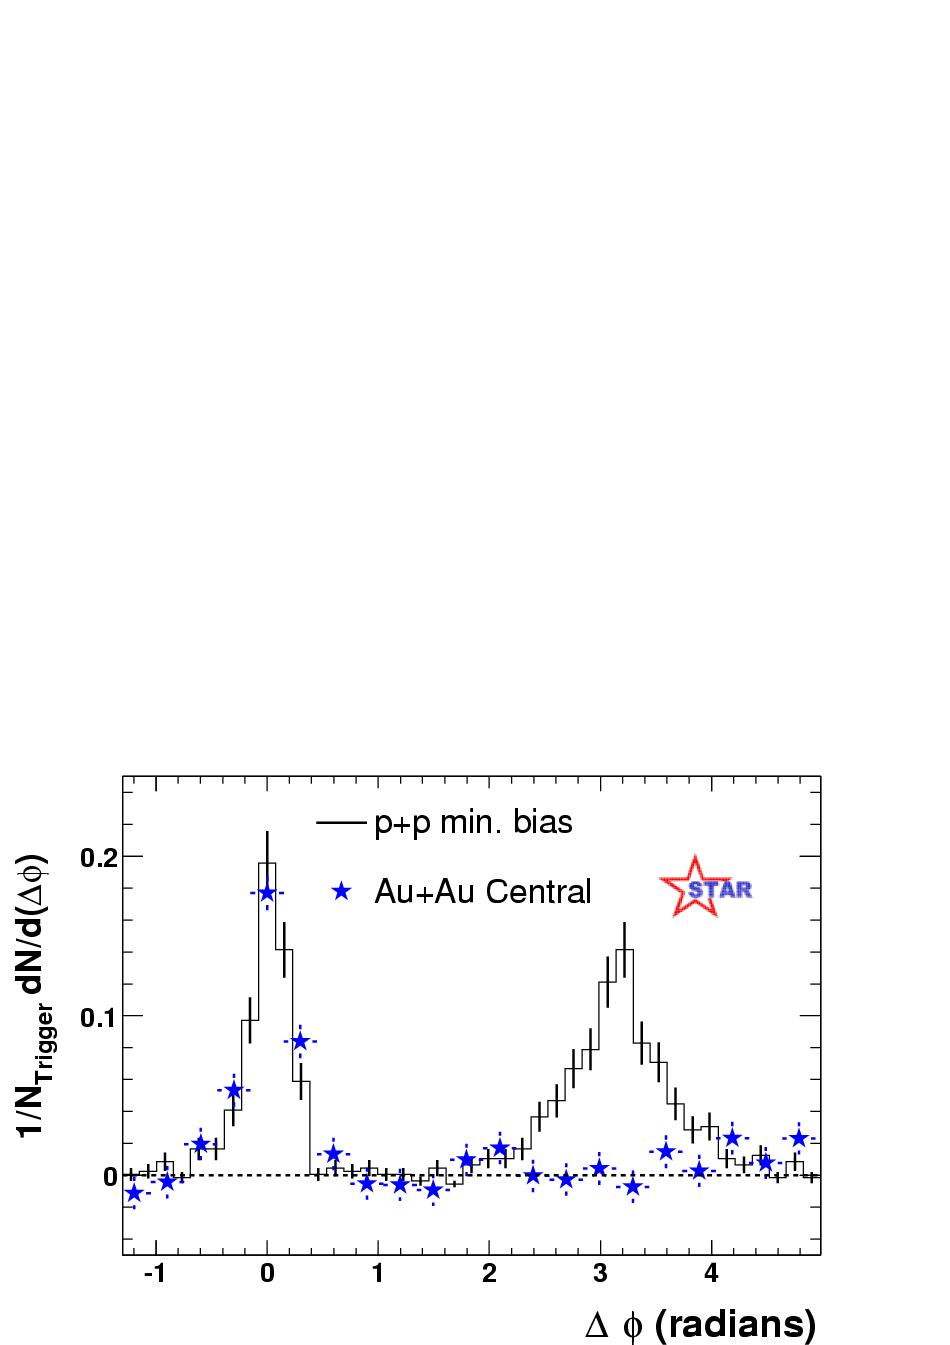 p+p min. bias
Au+Au Central
STAR
1/N_Trigger dN/d(Δϕ)
0.2
0.1
0
-1 0 1 2 3 4
Δ ϕ (radians)